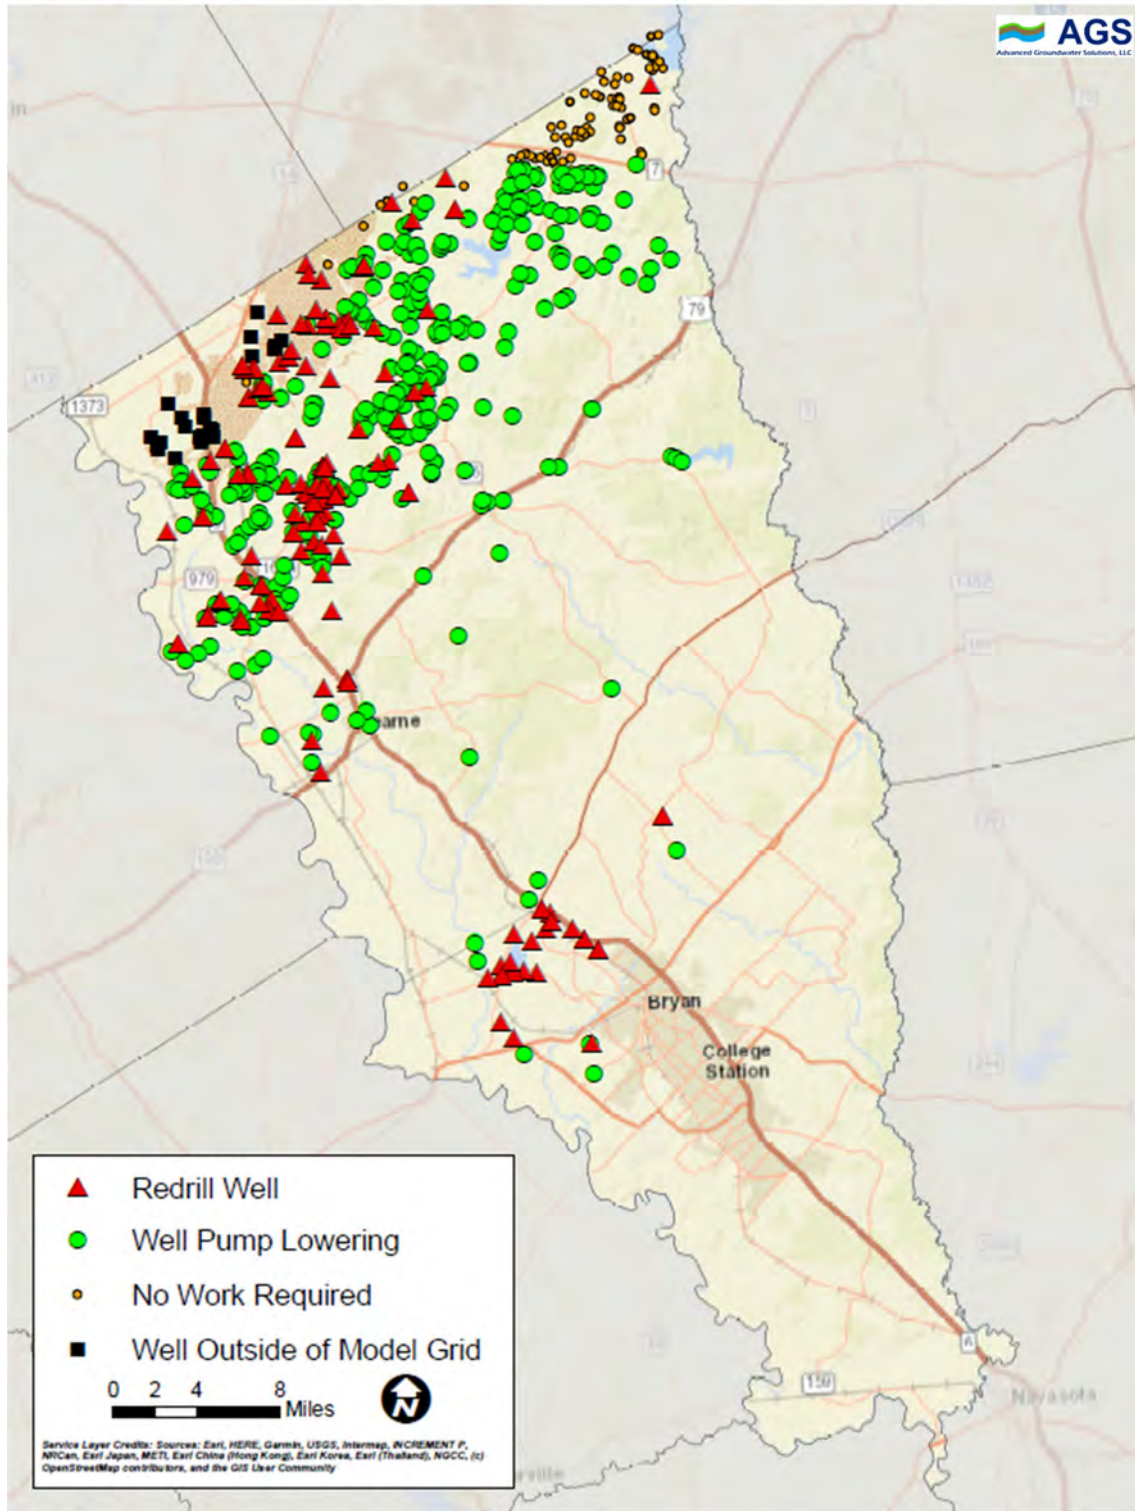 AGS
Advanced Groundwater Solutions, LLC
7
79
1373
979
earne
Bryan
College
Station
6
159
Navasota
Redrill Well
Well Pump Lowering
No Work Required
Well Outside of Model Grid
0 2 4 8
Miles
N
Service Layer Credits: Sources: Esri, HERE, Garmin, USGS, Intermap, INCREMENT P,
NRCan, Esri Japan, METI, Esri China (Hong Kong), Esri Korea, Esri (Thailand), NGCC, (c)
OpenStreetMap contributors, and the GIS User Community